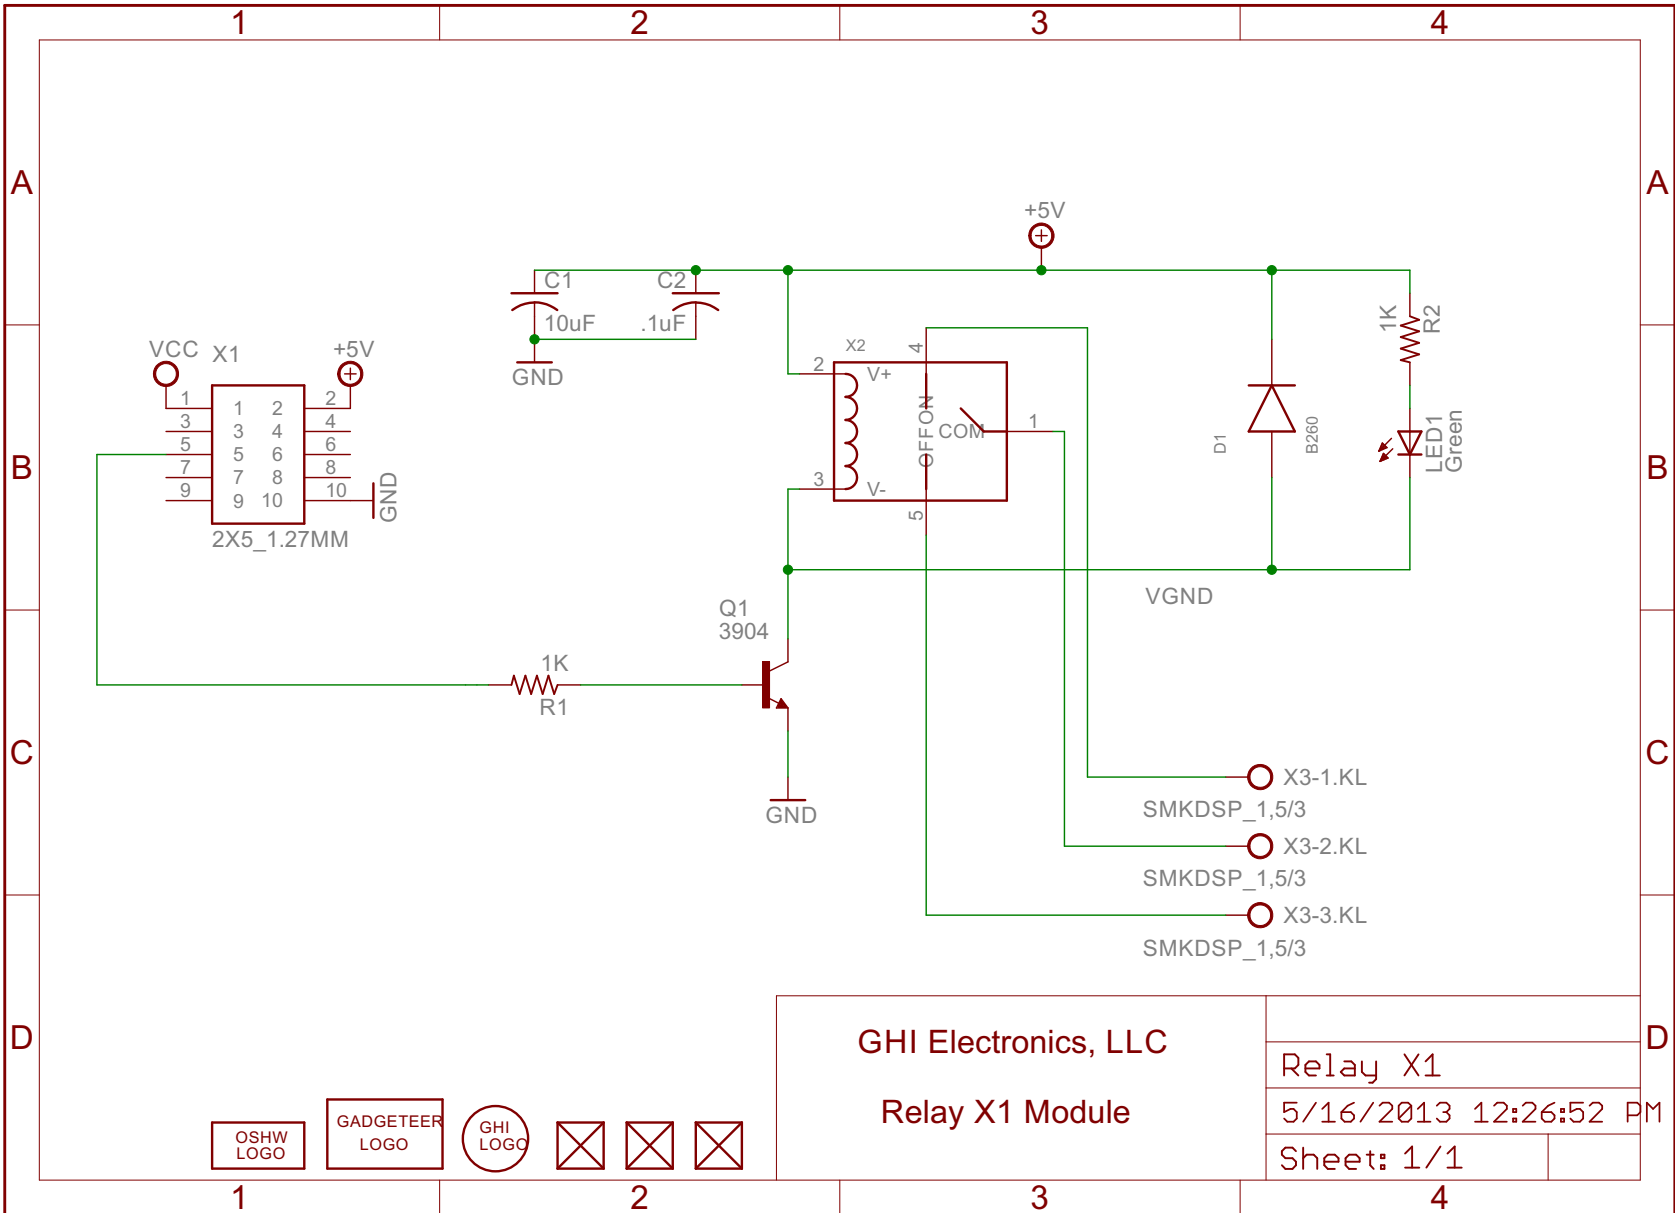 1 2 3 4
A A
+5V
C1 C2
10uF .1uF
GND
1K
R2
VCC X1 +5V
1 1 2 2
3 3 4 4
5 5 6 6
7 7 8 8
9 9 10 10
GND
2X5_1.27MM
X2
4
2 V+
OFFON
COM 1
3 V-
5
D1
B260
LED1
Green
B B
VGND
Q1
3904
1K
R1
GND
C C
X3-1.KL
SMKDSP_1,5/3
X3-2.KL
SMKDSP_1,5/3
X3-3.KL
SMKDSP_1,5/3
D D
GHI Electronics, LLC
Relay X1 Module
Relay X1
5/16/2013 12:26:52 PM
Sheet: 1/1
OSHW
LOGO
GADGETEER
LOGO
GHI
LOGO
1 2 3 4